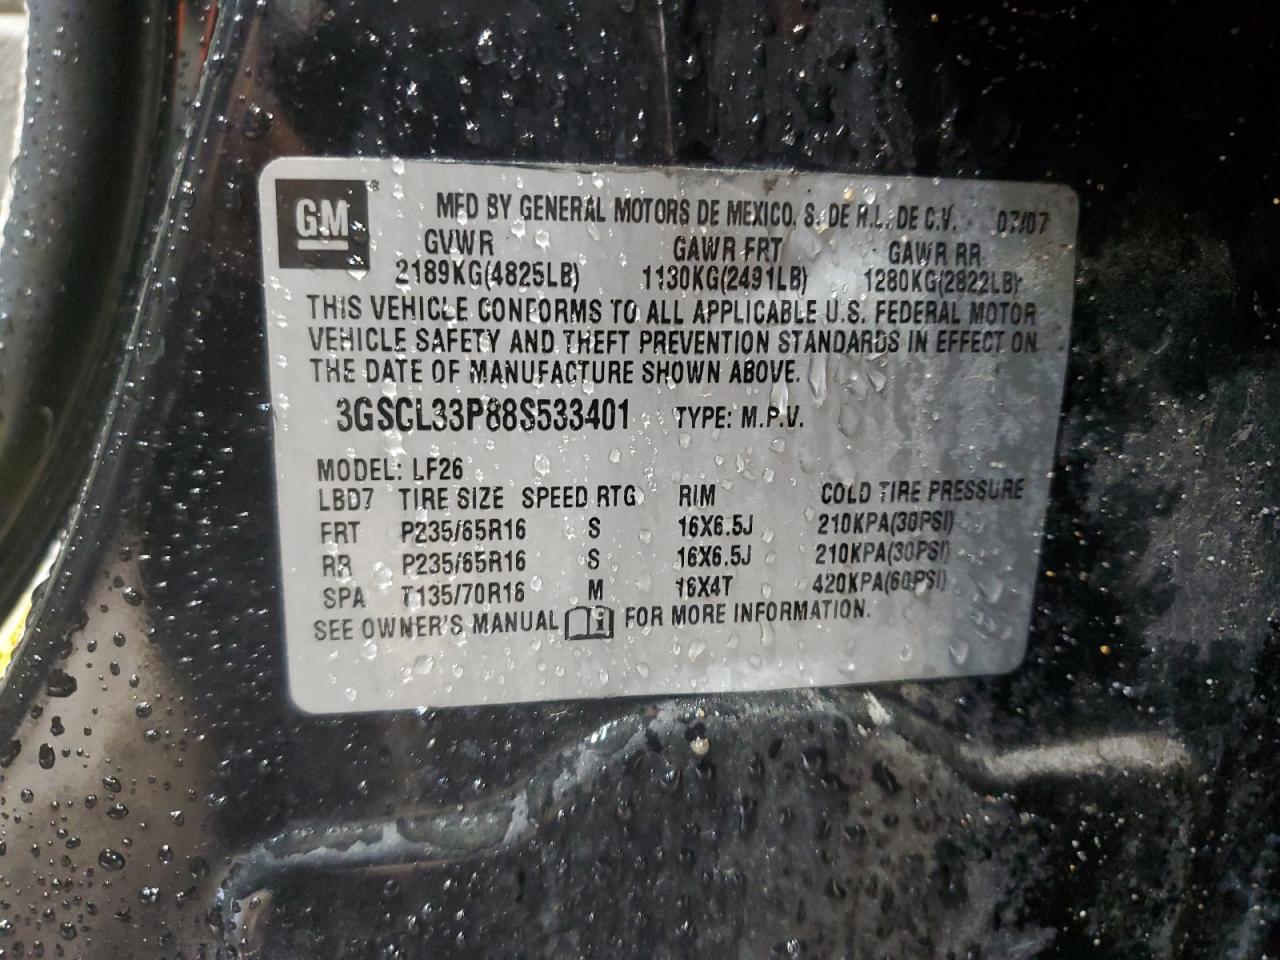 GM ® MFD BY GENERAL MOTORS DE MEXICO, S. DE R.L. DE C.V. 07/07
GVWR GAWR FRT GAWR RR
2189KG(4825LB) 1130KG(2491LB) 1280KG(2822LB)
THIS VEHICLE CONFORMS TO ALL APPLICABLE U.S. FEDERAL MOTOR
VEHICLE SAFETY AND THEFT PREVENTION STANDARDS IN EFFECT ON
THE DATE OF MANUFACTURE SHOWN ABOVE.
3GSCL33P88S533401 TYPE: M.P.V.
MODEL: LF26
LBD7 TIRE SIZE SPEED RTG RIM COLD TIRE PRESSURE
FRT P235/65R16 S 16X6.5J 210KPA(30PSI)
RR P235/65R16 S 16X6.5J 210KPA(30PSI)
SPA T135/70R16 M 16X4T 420KPA(60PSI)
SEE OWNER'S MANUAL i FOR MORE INFORMATION.